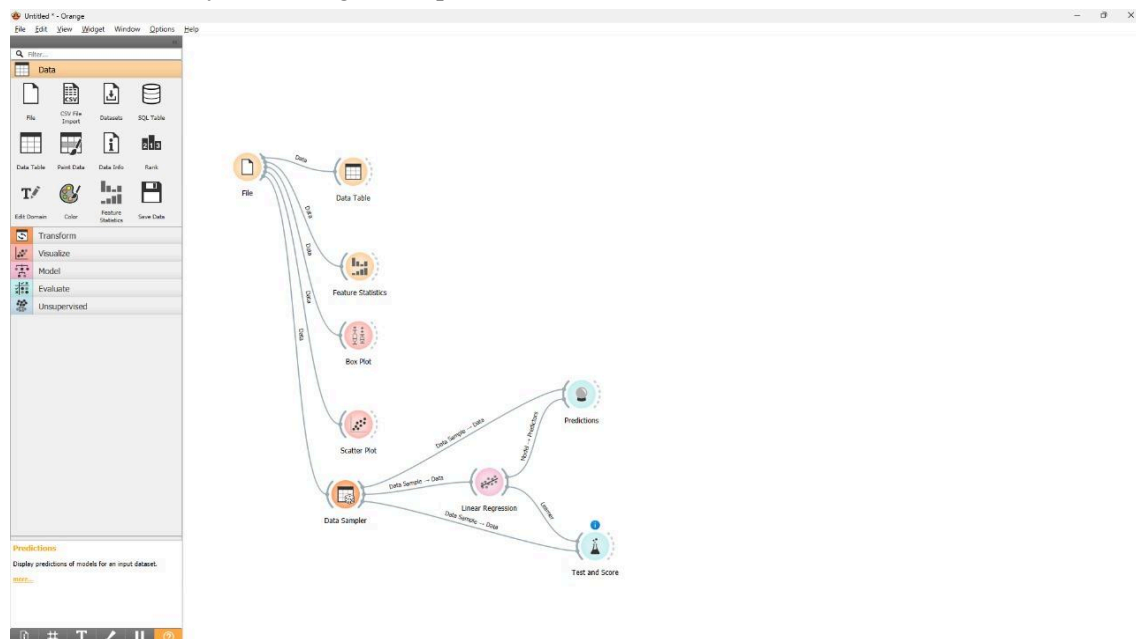 Untitled * - Orange
File Edit View Widget Window Options Help
Filter...
Data
File
CSV File Import
Datasets
SQL Table
Data Table
Paint Data
Data Info
Rank
Edit Domain
Color
Feature Statistics
Save Data
Transform
Visualize
Model
Evaluate
Unsupervised
Predictions
Display predictions of models for an input dataset.
more...
File
Data
Data Table
Data
Feature Statistics
Data
Box Plot
Data
Scatter Plot
Data
Data Sampler
Data Sample → Data
Data Sample → Data
Data Sample → Data
Linear Regression
Model → Predictors
Predictions
Learner
Test and Score